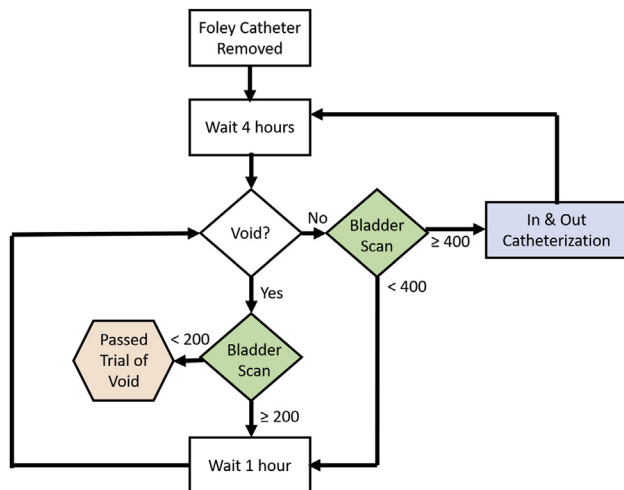 Foley Catheter
Removed
Wait 4 hours
Void?
No
Bladder
Scan
≥ 400
In & Out
Catheterization
< 400
Yes
Bladder
Scan
< 200
Passed
Trial of
Void
≥ 200
Wait 1 hour